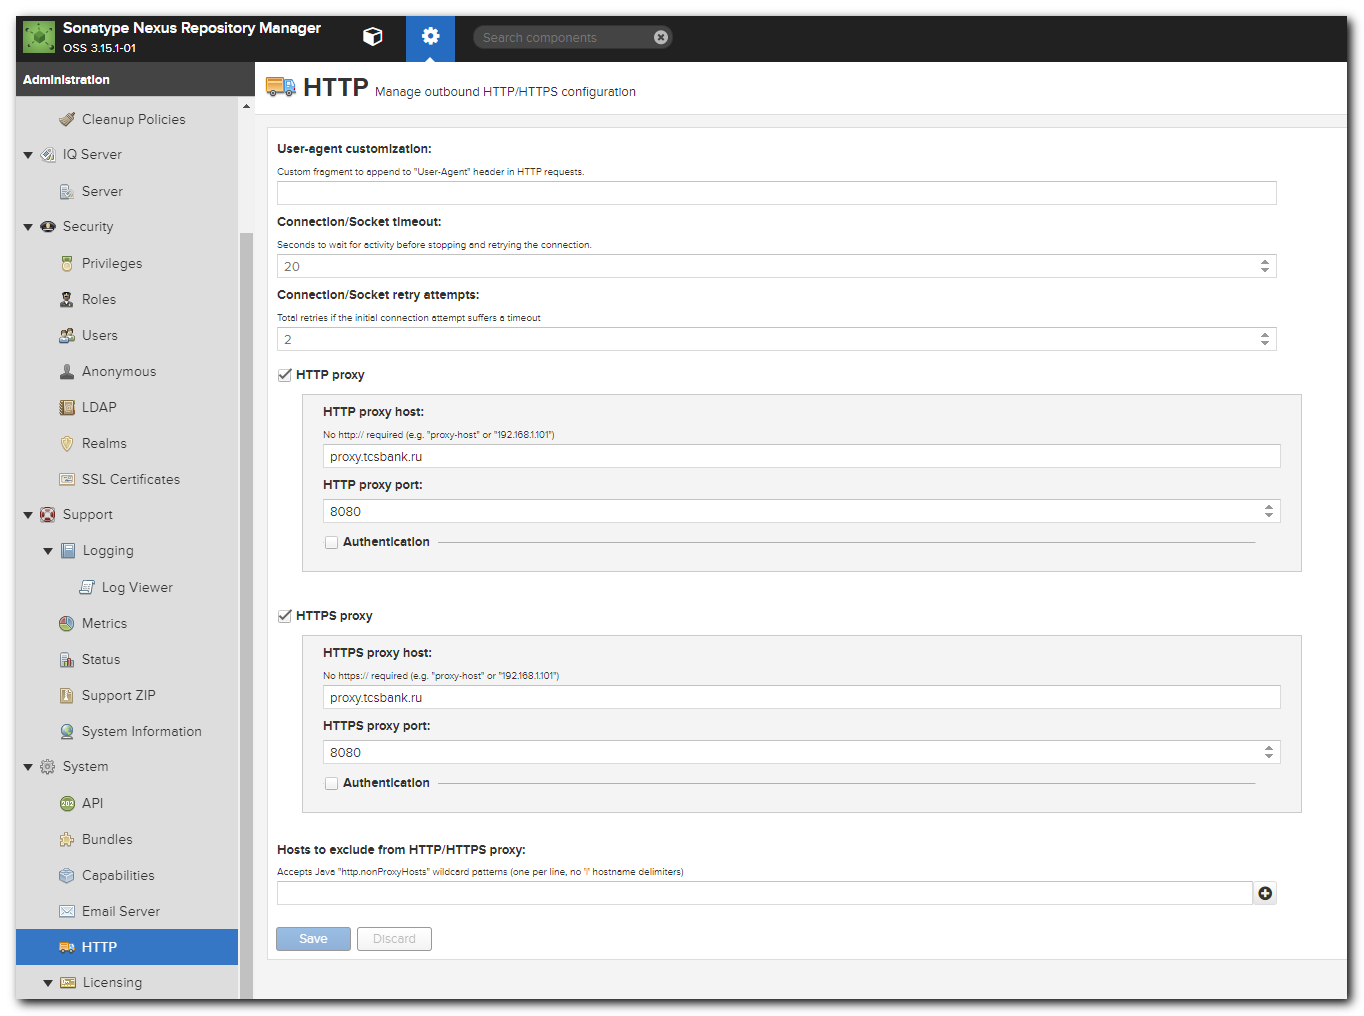 Sonatype Nexus Repository Manager
OSS 3.15.1-01
Search components
Administration
Cleanup Policies
IQ Server
Server
Security
Privileges
Roles
Users
Anonymous
LDAP
Realms
SSL Certificates
Support
Logging
Log Viewer
Metrics
Status
Support ZIP
System Information
System
API
Bundles
Capabilities
Email Server
HTTP
Licensing
HTTP Manage outbound HTTP/HTTPS configuration
User-agent customization:
Custom fragment to append to "User-Agent" header in HTTP requests.
Connection/Socket timeout:
Seconds to wait for activity before stopping and retrying the connection.
20
Connection/Socket retry attempts:
Total retries if the initial connection attempt suffers a timeout
2
HTTP proxy
HTTP proxy host:
No http:// required (e.g. "proxy-host" or "192.168.1.101")
proxy.tcsbank.ru
HTTP proxy port:
8080
Authentication
HTTPS proxy
HTTPS proxy host:
No https:// required (e.g. "proxy-host" or "192.168.1.101")
proxy.tcsbank.ru
HTTPS proxy port:
8080
Authentication
Hosts to exclude from HTTP/HTTPS proxy:
Accepts Java "http.nonProxyHosts" wildcard patterns (one per line, no '|' hostname delimiters)
Save
Discard